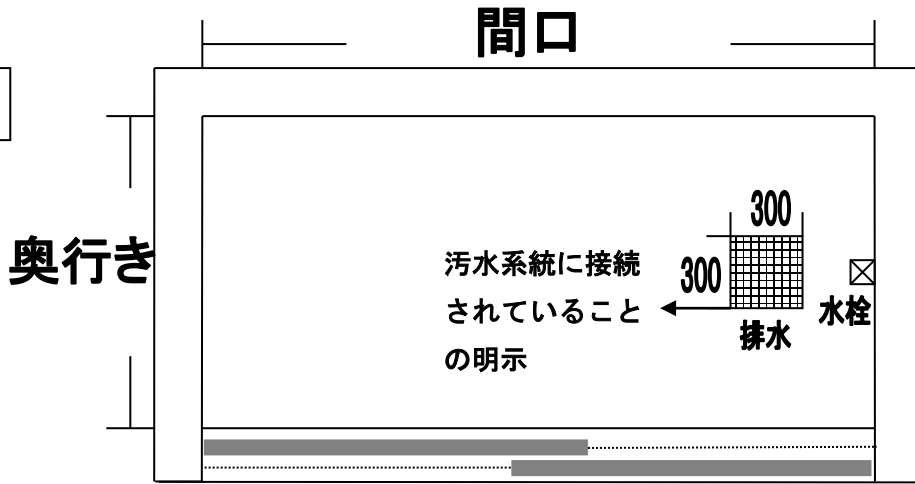 間口
300
奥行き
汚水系統に接続
されていること
の明示
300
排水
水栓